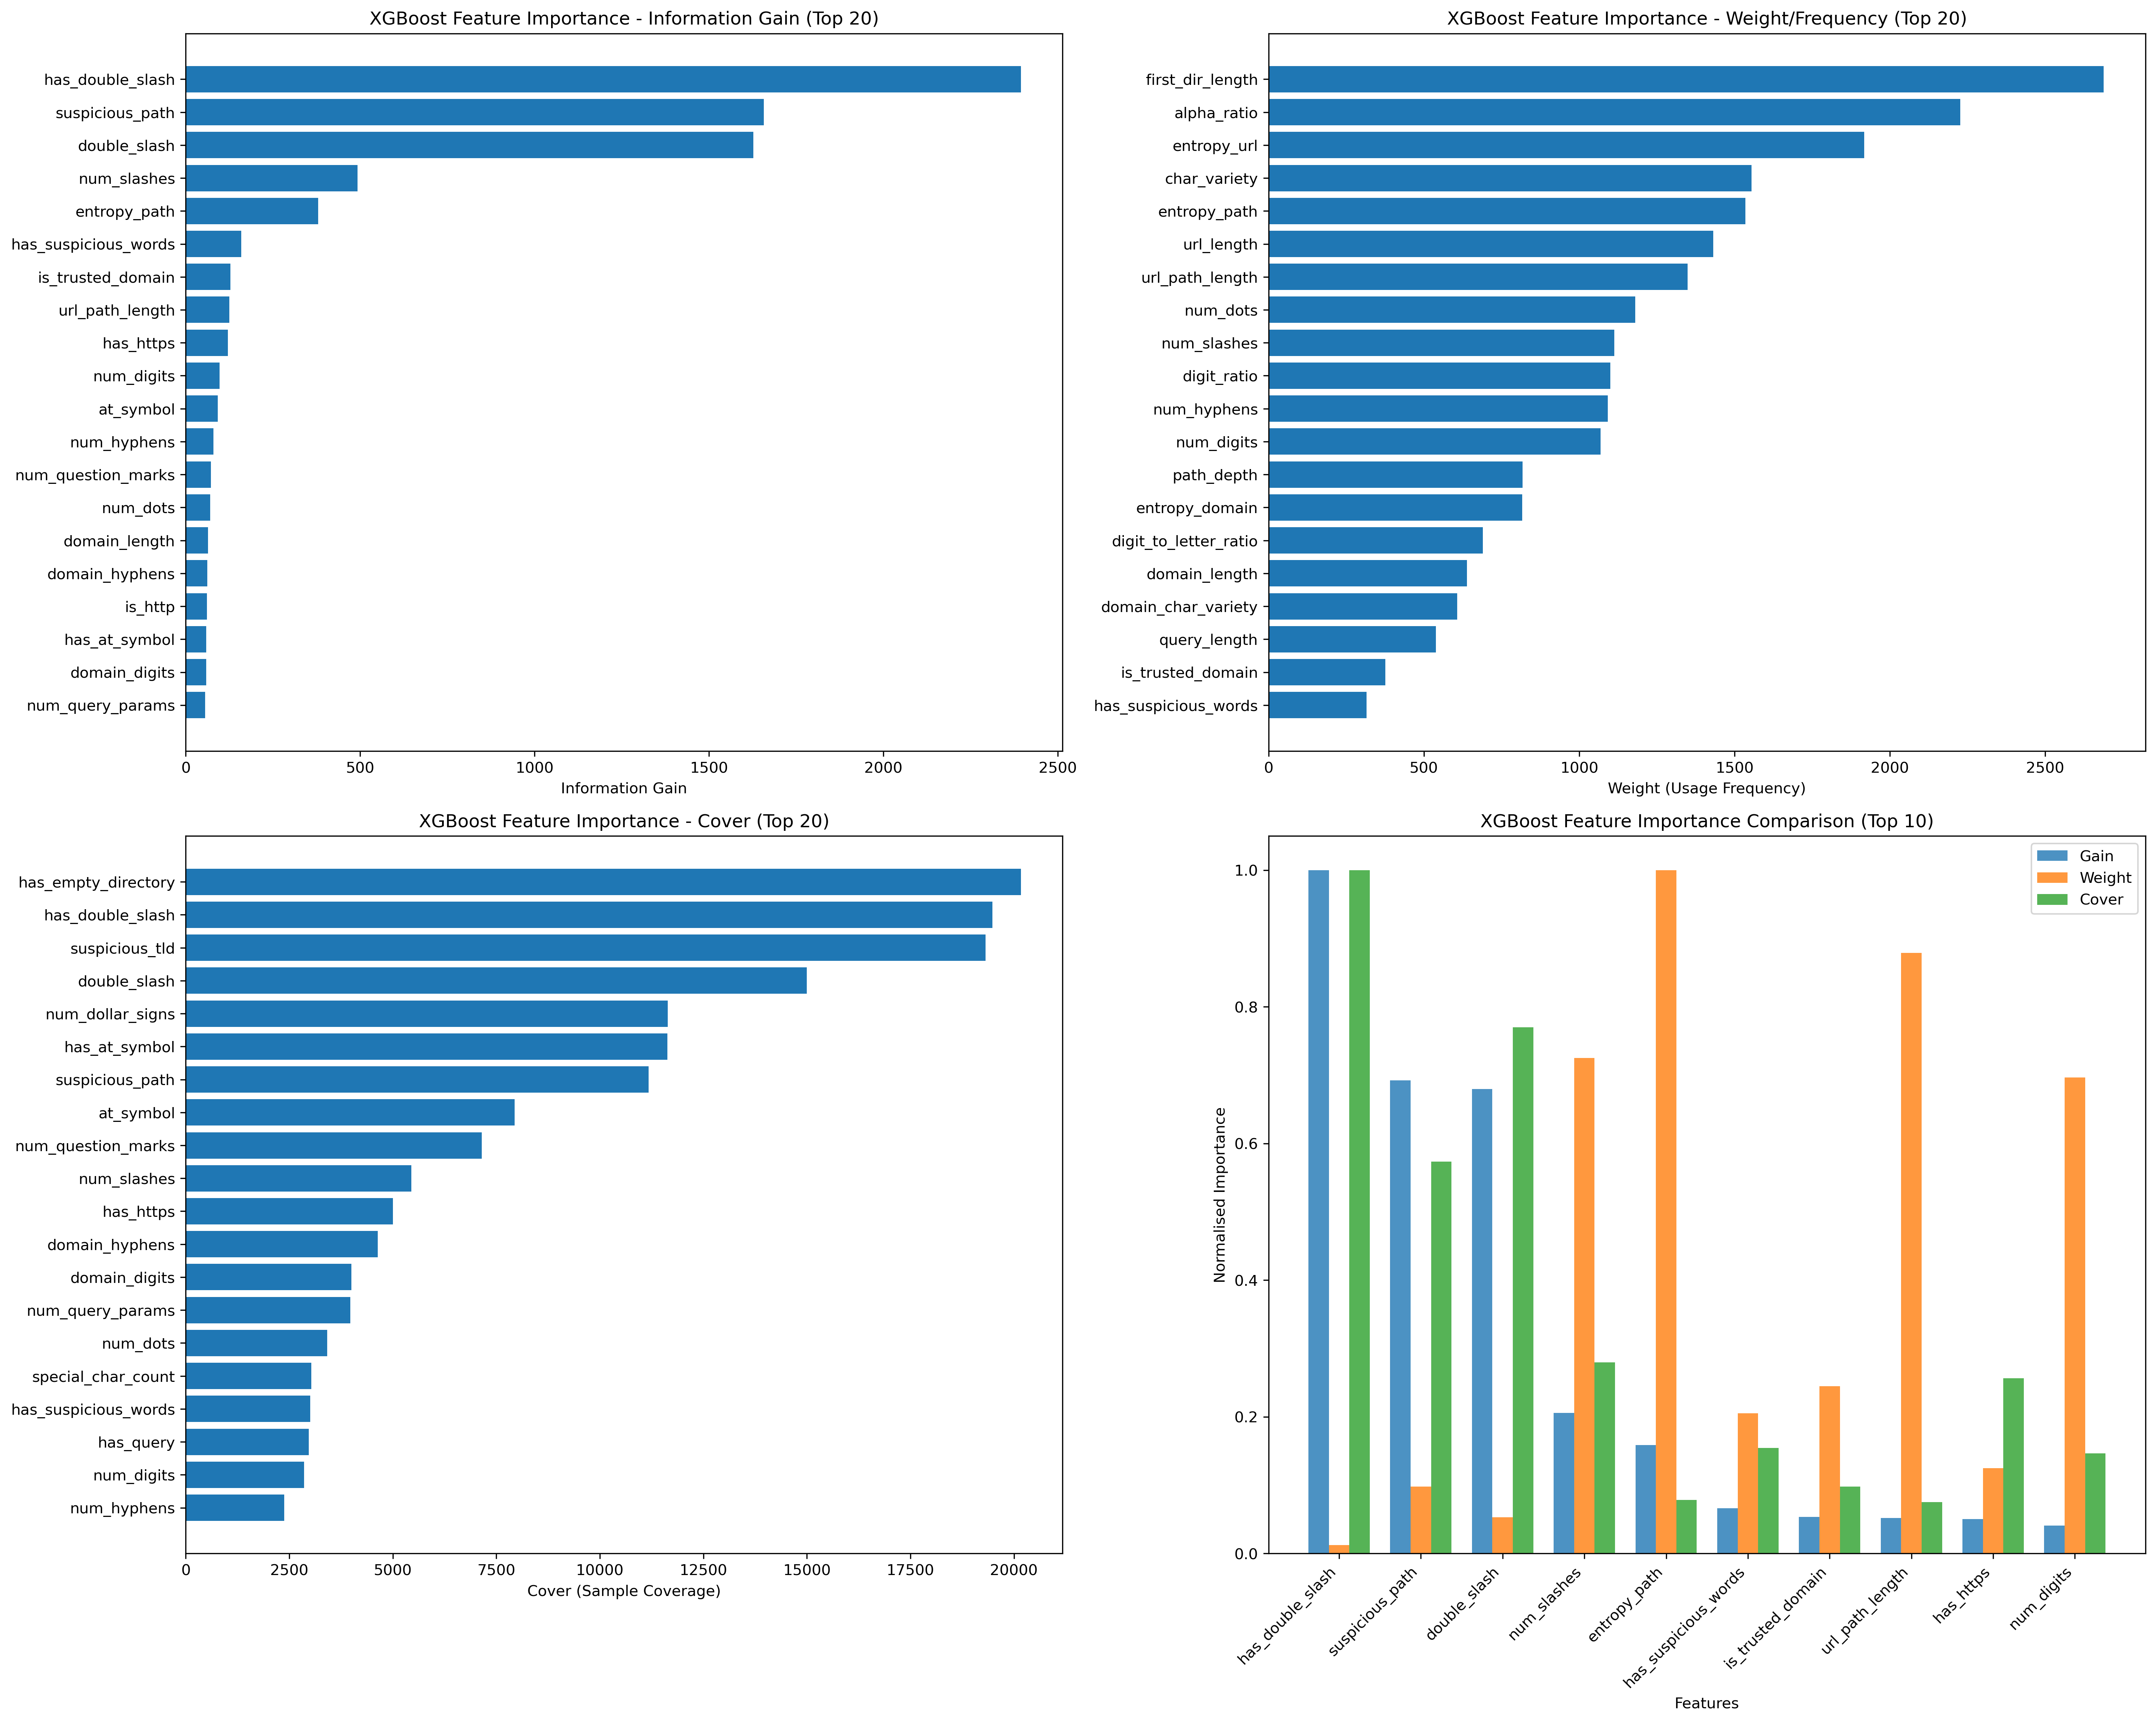 XGBoost Feature Importance - Information Gain (Top 20)
has_double_slash
suspicious_path
double_slash
num_slashes
entropy_path
has_suspicious_words
is_trusted_domain
url_path_length
has_https
num_digits
at_symbol
num_hyphens
num_question_marks
num_dots
domain_length
domain_hyphens
is_http
has_at_symbol
domain_digits
num_query_params
0 500 1000 1500 2000 2500
Information Gain
XGBoost Feature Importance - Weight/Frequency (Top 20)
first_dir_length
alpha_ratio
entropy_url
char_variety
entropy_path
url_length
url_path_length
num_dots
num_slashes
digit_ratio
num_hyphens
num_digits
path_depth
entropy_domain
digit_to_letter_ratio
domain_length
domain_char_variety
query_length
is_trusted_domain
has_suspicious_words
0 500 1000 1500 2000 2500
Weight (Usage Frequency)
XGBoost Feature Importance - Cover (Top 20)
has_empty_directory
has_double_slash
suspicious_tld
double_slash
num_dollar_signs
has_at_symbol
suspicious_path
at_symbol
num_question_marks
num_slashes
has_https
domain_hyphens
domain_digits
num_query_params
num_dots
special_char_count
has_suspicious_words
has_query
num_digits
num_hyphens
0 2500 5000 7500 10000 12500 15000 17500 20000
Cover (Sample Coverage)
XGBoost Feature Importance Comparison (Top 10)
Gain
Weight
Cover
1.0
0.8
0.6
0.4
0.2
0.0
Normalised Importance
has_double_slash
suspicious_path
double_slash
num_slashes
entropy_path
has_suspicious_words
is_trusted_domain
url_path_length
has_https
num_digits
Features